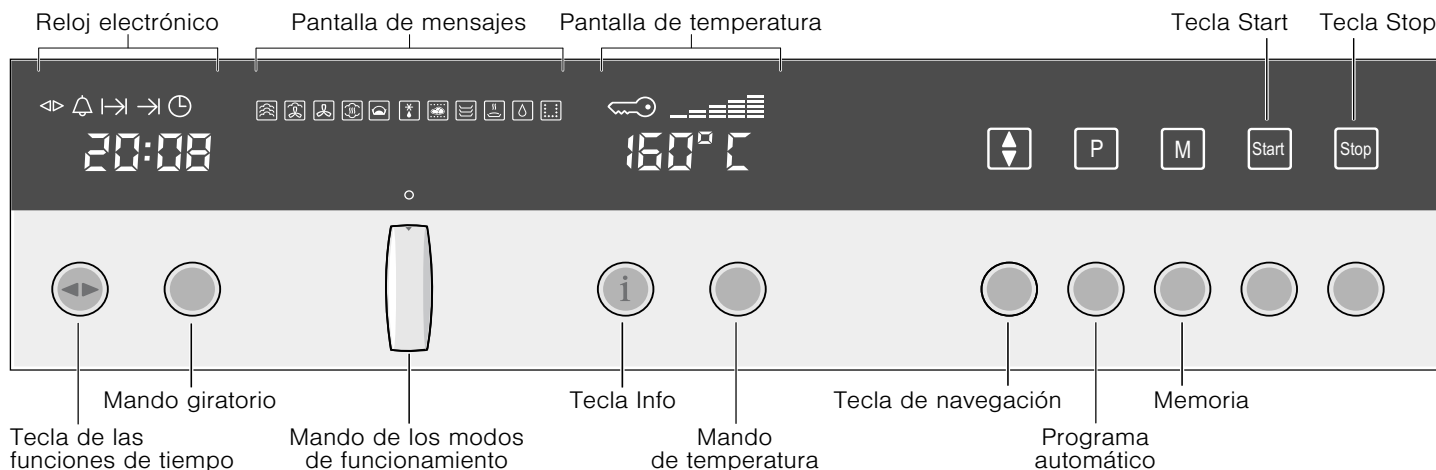 Reloj electrónico
Pantalla de mensajes
Pantalla de temperatura
Tecla Start
Tecla Stop
20:08
160°C
P
M
Start
Stop
i
Mando giratorio
Tecla Info
Tecla de navegación
Memoria
Tecla de las
funciones de tiempo
Mando de los modos
de funcionamiento
Mando
de temperatura
Programa
automático